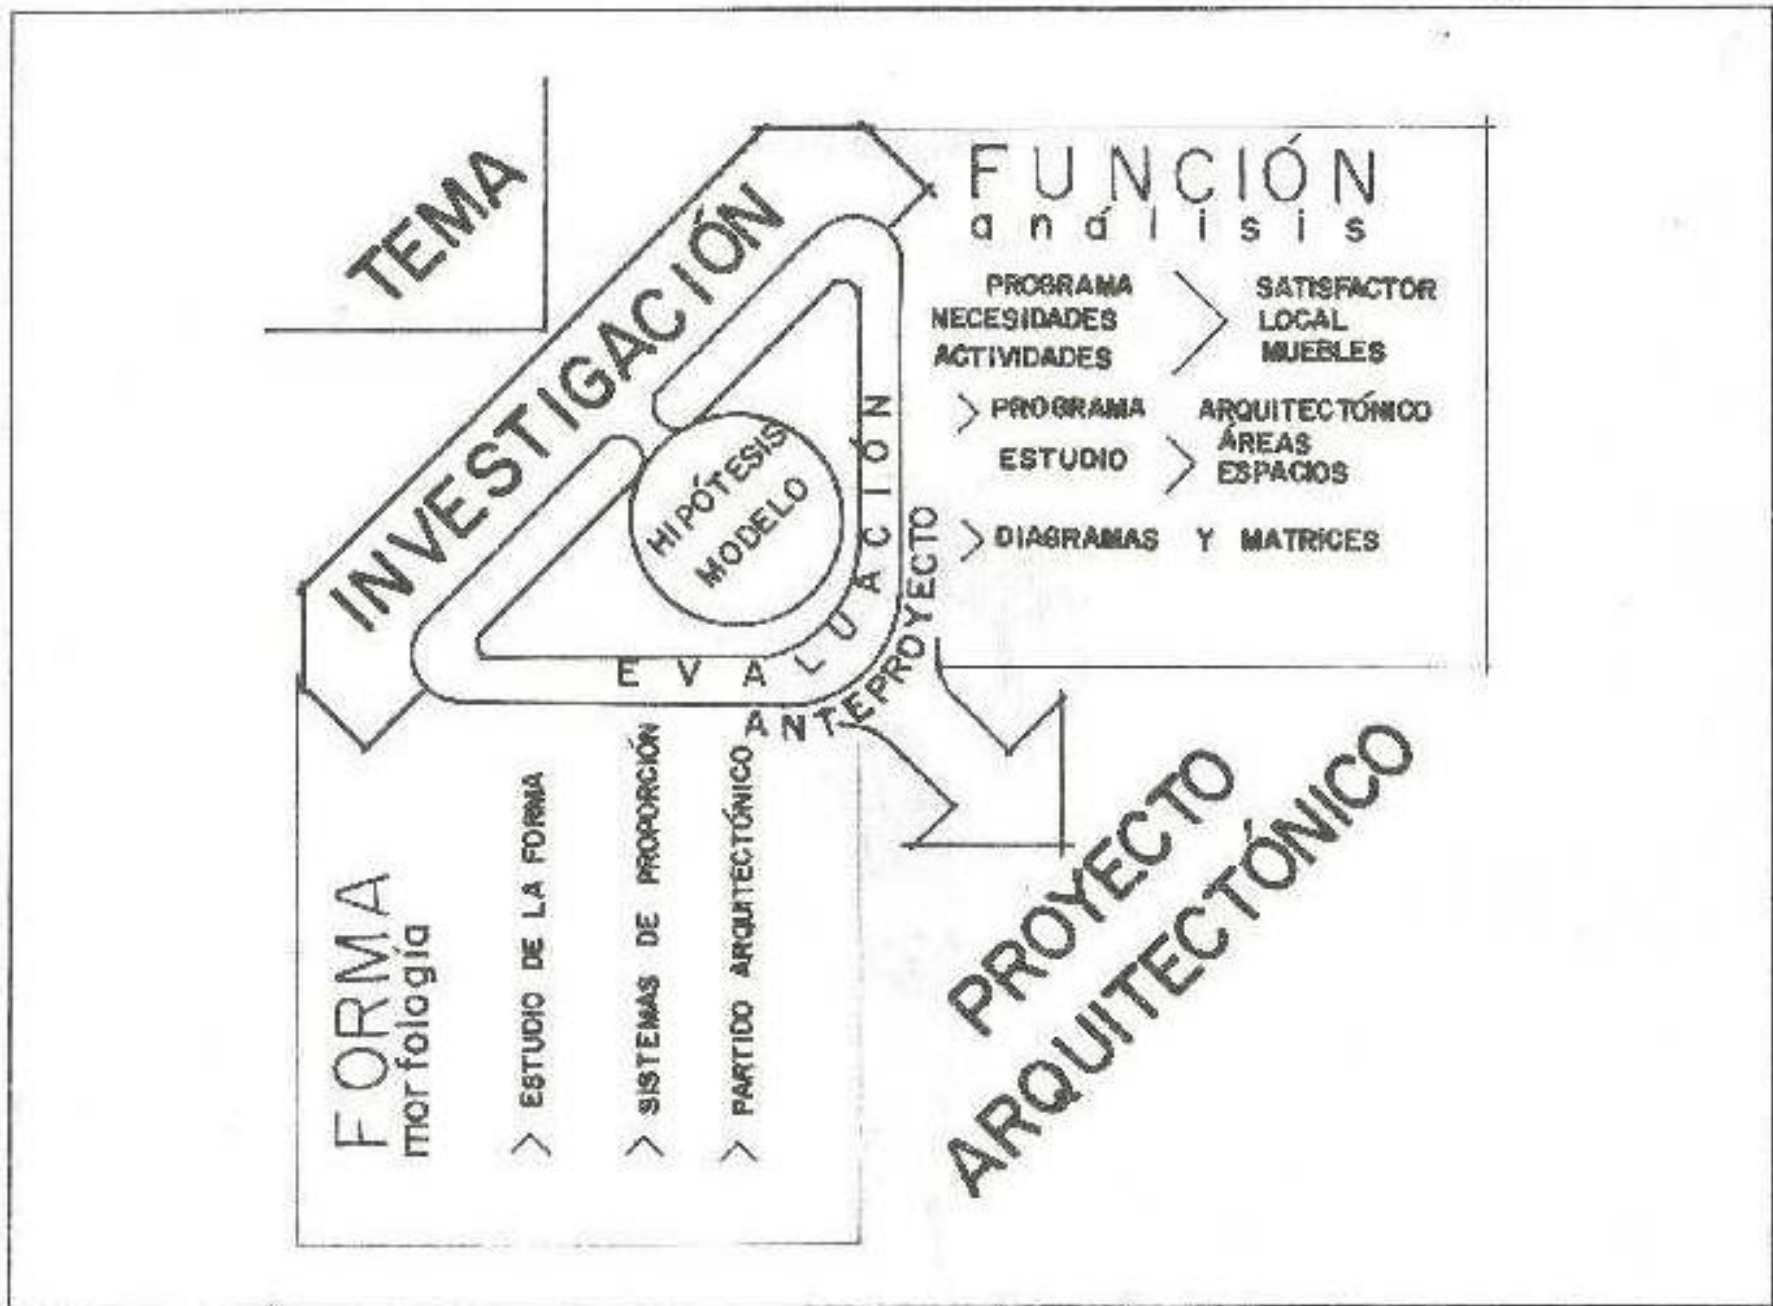 TEMA
INVESTIGACIÓN
HIPÓTESIS
MODELO
EVALUACIÓN
ANTEPROYECTO
FUNCIÓN
análisis
PROGRAMA
NECESIDADES
ACTIVIDADES
SATISFACTOR
LOCAL
MUEBLES
PROGRAMA ARQUITECTÓNICO
ESTUDIO
ÁREAS
ESPACIOS
DIAGRAMAS Y MATRICES
FORMA
morfología
ESTUDIO DE LA FORMA
SISTEMAS DE PROPORCIÓN
PARTIDO ARQUITECTÓNICO
PROYECTO
ARQUITECTÓNICO